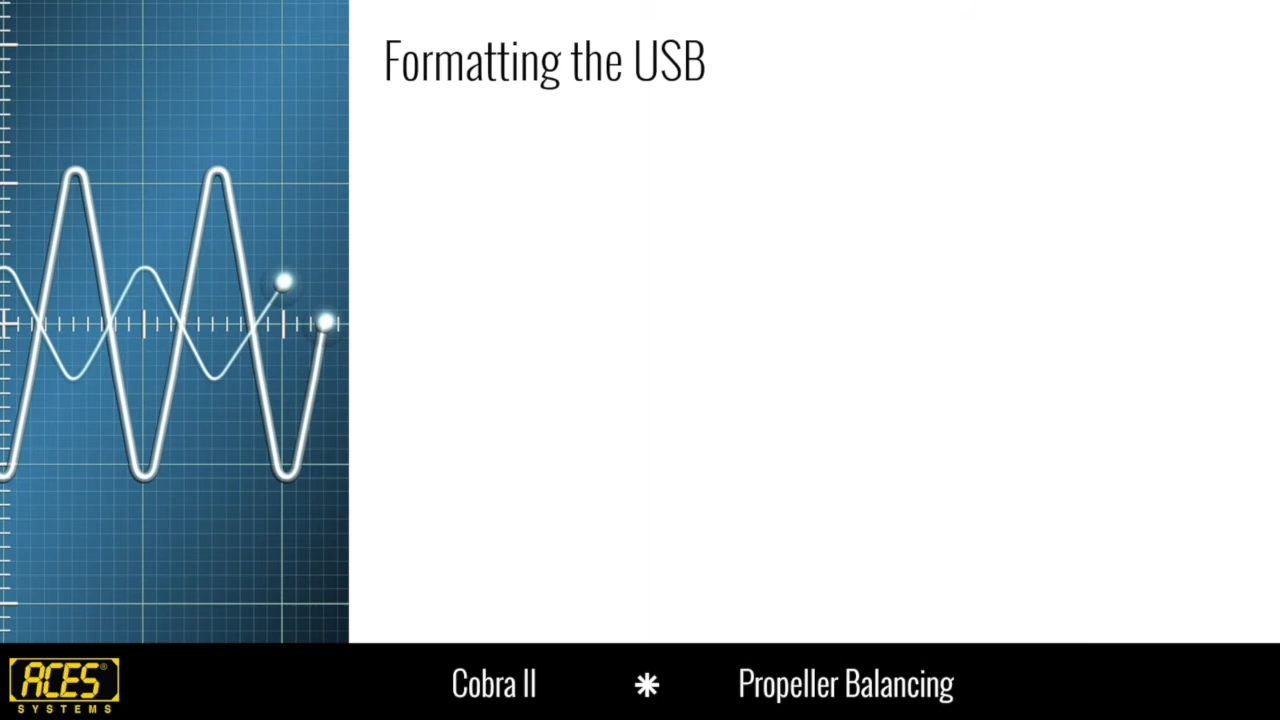 Formatting the USB
ACES®
SYSTEMS
Cobra II * Propeller Balancing